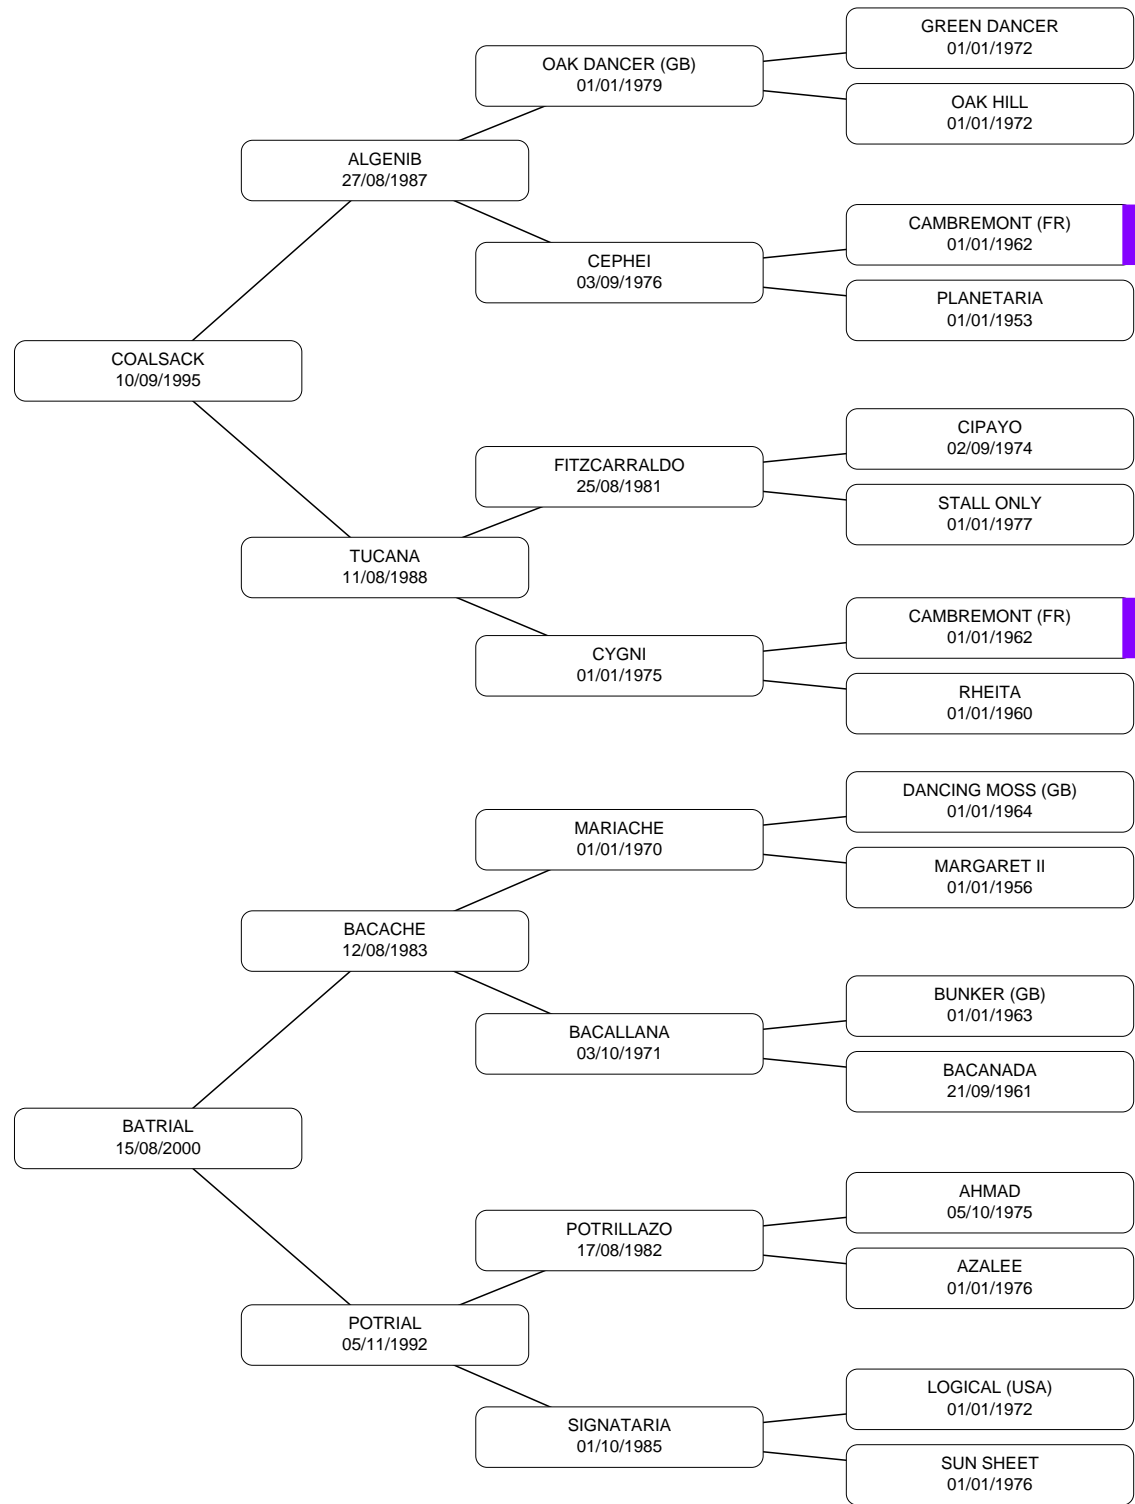 GREEN DANCER
01/01/1972
OAK DANCER (GB)
01/01/1979
OAK HILL
01/01/1972
ALGENIB
27/08/1987
CAMBREMONT (FR)
01/01/1962
CEPHEI
03/09/1976
PLANETARIA
01/01/1953
COALSACK
10/09/1995
CIPAYO
02/09/1974
FITZCARRALDO
25/08/1981
STALL ONLY
01/01/1977
TUCANA
11/08/1988
CAMBREMONT (FR)
01/01/1962
CYGNI
01/01/1975
RHEITA
01/01/1960
DANCING MOSS (GB)
01/01/1964
MARIACHE
01/01/1970
MARGARET II
01/01/1956
BACACHE
12/08/1983
BUNKER (GB)
01/01/1963
BACALLANA
03/10/1971
BACANADA
21/09/1961
BATRIAL
15/08/2000
AHMAD
05/10/1975
POTRILLAZO
17/08/1982
AZALEE
01/01/1976
POTRIAL
05/11/1992
LOGICAL (USA)
01/01/1972
SIGNATARIA
01/10/1985
SUN SHEET
01/01/1976